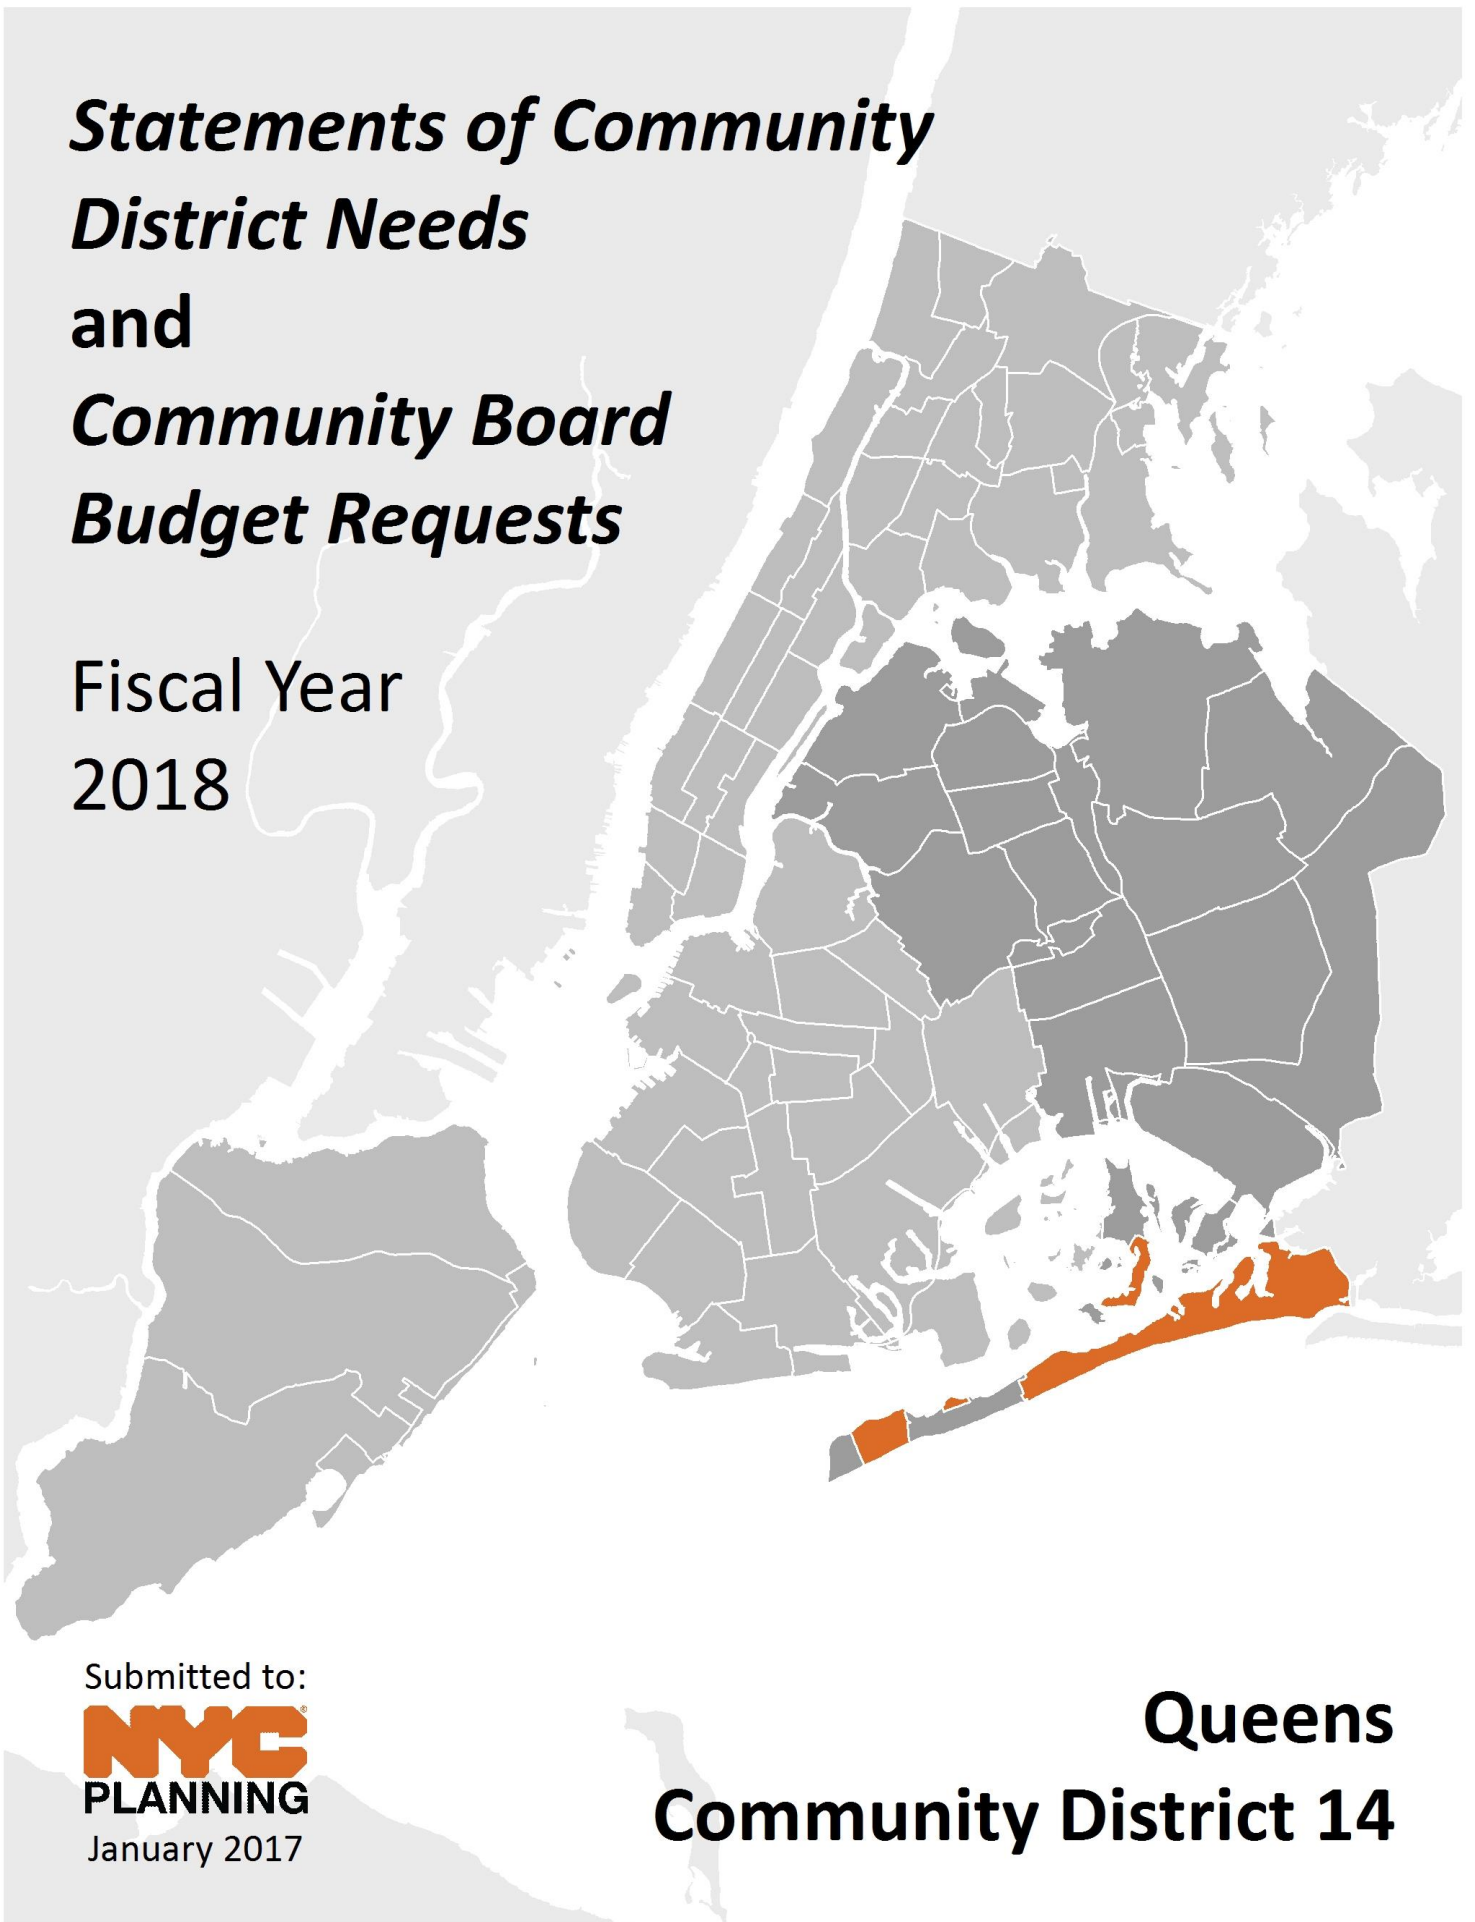 Statements of Community
District Needs
and
Community Board
Budget Requests
Fiscal Year
2018
Submitted to:
NYC®
PLANNING
January 2017
Queens
Community District 14